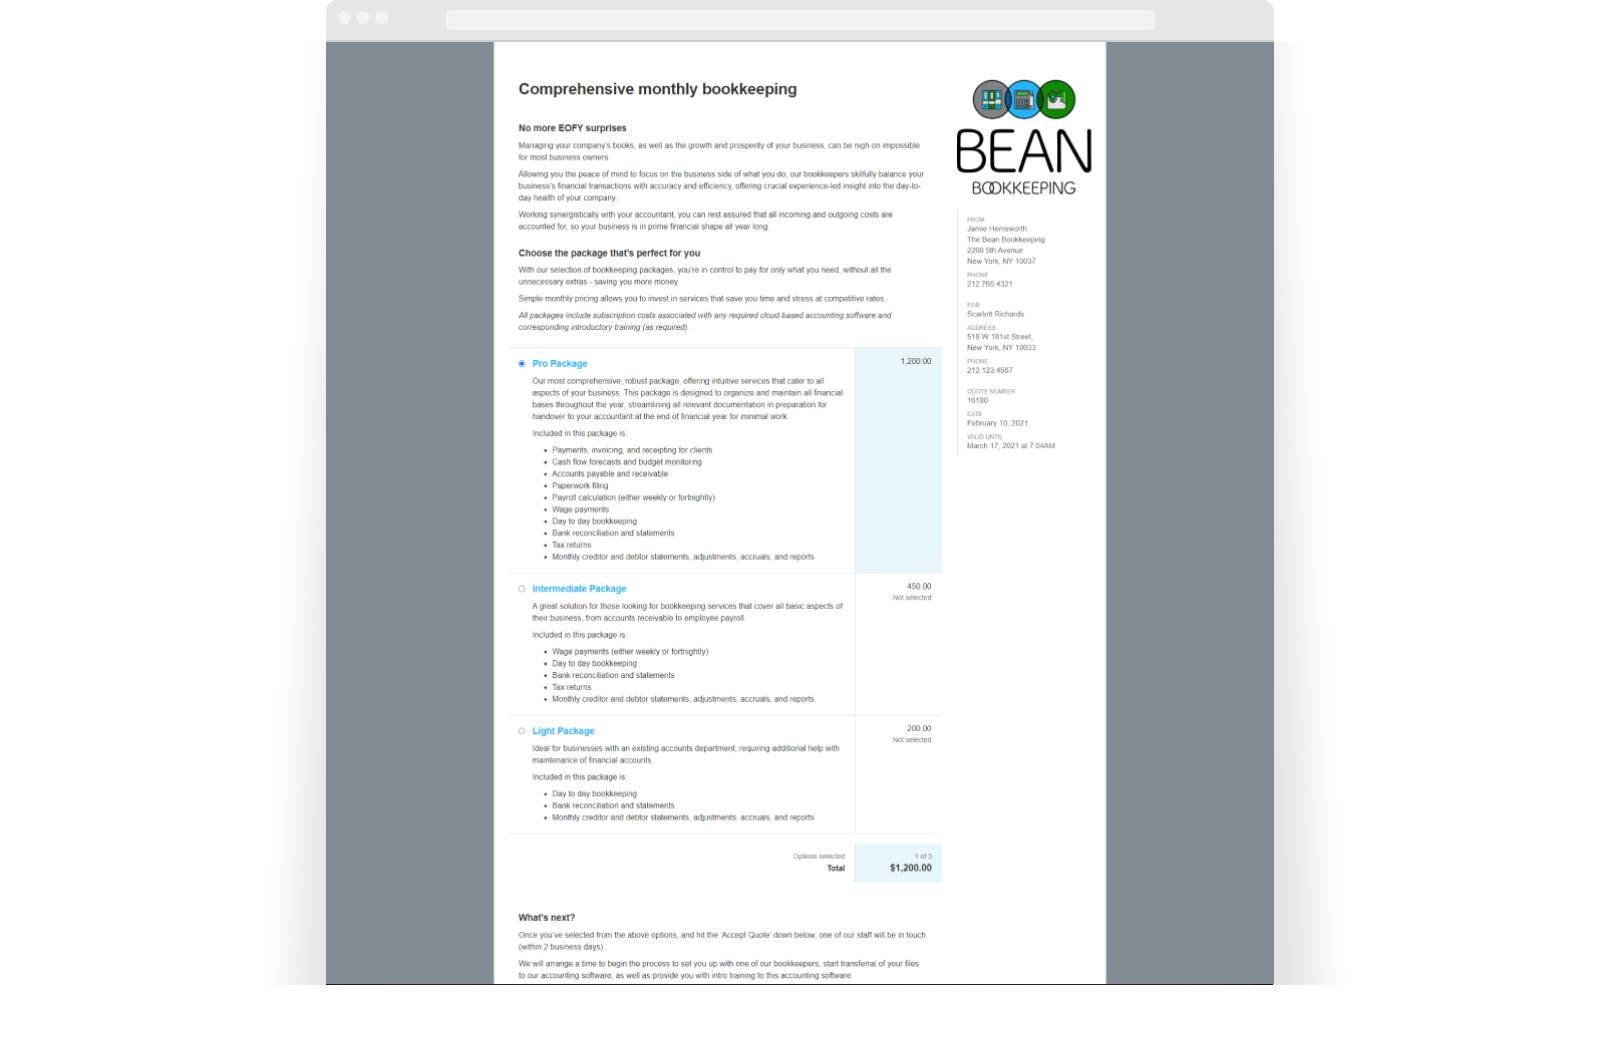 Comprehensive monthly bookkeeping
No more EOFY surprises
Managing your company's books, as well as the growth and prosperity of your business, can be nigh on impossible
for most business owners.
Allowing you the peace of mind to focus on the business side of what you do, our bookkeepers skilfully balance your
business's financial transactions with accuracy and efficiency, offering crucial experience-led insight into the day-to-
day health of your company.
Working synergistically with your accountant, you can rest assured that all incoming and outgoing costs are
accounted for, so your business is in prime financial shape all year long.
Choose the package that's perfect for you
With our selection of bookkeeping packages, you're in control to pay for only what you need, without all the
unnecessary extras - saving you more money.
Simple monthly pricing allows you to invest in services that save you time and stress at competitive rates
All packages include subscription costs associated with any required cloud-based accounting software and
corresponding introductory training (as required).
Pro Package
1,200.00
Our most comprehensive, robust package, offering intuitive services that cater to all
aspects of your business. This package is designed to organize and maintain all financial
bases throughout the year, streamlining all relevant documentation in preparation for
handover to your accountant at the end of financial year for minimal work.
Included in this package is:
• Payments, invoicing, and receipting for clients
• Cash flow forecasts and budget monitoring
• Accounts payable and receivable
• Paperwork filing
• Payroll calculation (either weekly or fortnightly)
• Wage payments
• Day to day bookkeeping
• Bank reconciliation and statements
• Tax returns
• Monthly creditor and debtor statements, adjustments, accruals, and reports
Intermediate Package
450.00
Not selected
A great solution for those looking for bookkeeping services that cover all basic aspects of
their business, from accounts receivable to employee payroll.
Included in this package is:
• Wage payments (either weekly or fortnightly)
• Day to day bookkeeping
• Bank reconciliation and statements
• Tax returns
• Monthly creditor and debtor statements, adjustments, accruals, and reports
Light Package
200.00
Not selected
Ideal for businesses with an existing accounts department, requiring additional help with
maintenance of financial accounts.
Included in this package is:
• Day to day bookkeeping
• Bank reconciliation and statements
• Monthly creditor and debtor statements, adjustments, accruals, and reports
Options selected 1 of 3
Total $1,200.00
What's next?
Once you've selected from the above options, and hit the 'Accept Quote' down below, one of our staff will be in touch
(within 2 business days).
We will arrange a time to begin the process to set you up with one of our bookkeepers, start transferral of your files
to our accounting software, as well as provide you with intro training to this accounting software.
BEAN
BOOKKEEPING
FROM
Jamie Hemsworth
The Bean Bookkeeping
2266 5th Avenue
New York, NY 10037
PHONE
212.765.4321
FOR
Scarlett Richards
ADDRESS
518 W 181st Street,
New York, NY 10033
PHONE
212.123.4567
QUOTE NUMBER
16180
DATE
February 10, 2021
VALID UNTIL
March 17, 2021 at 7:04AM